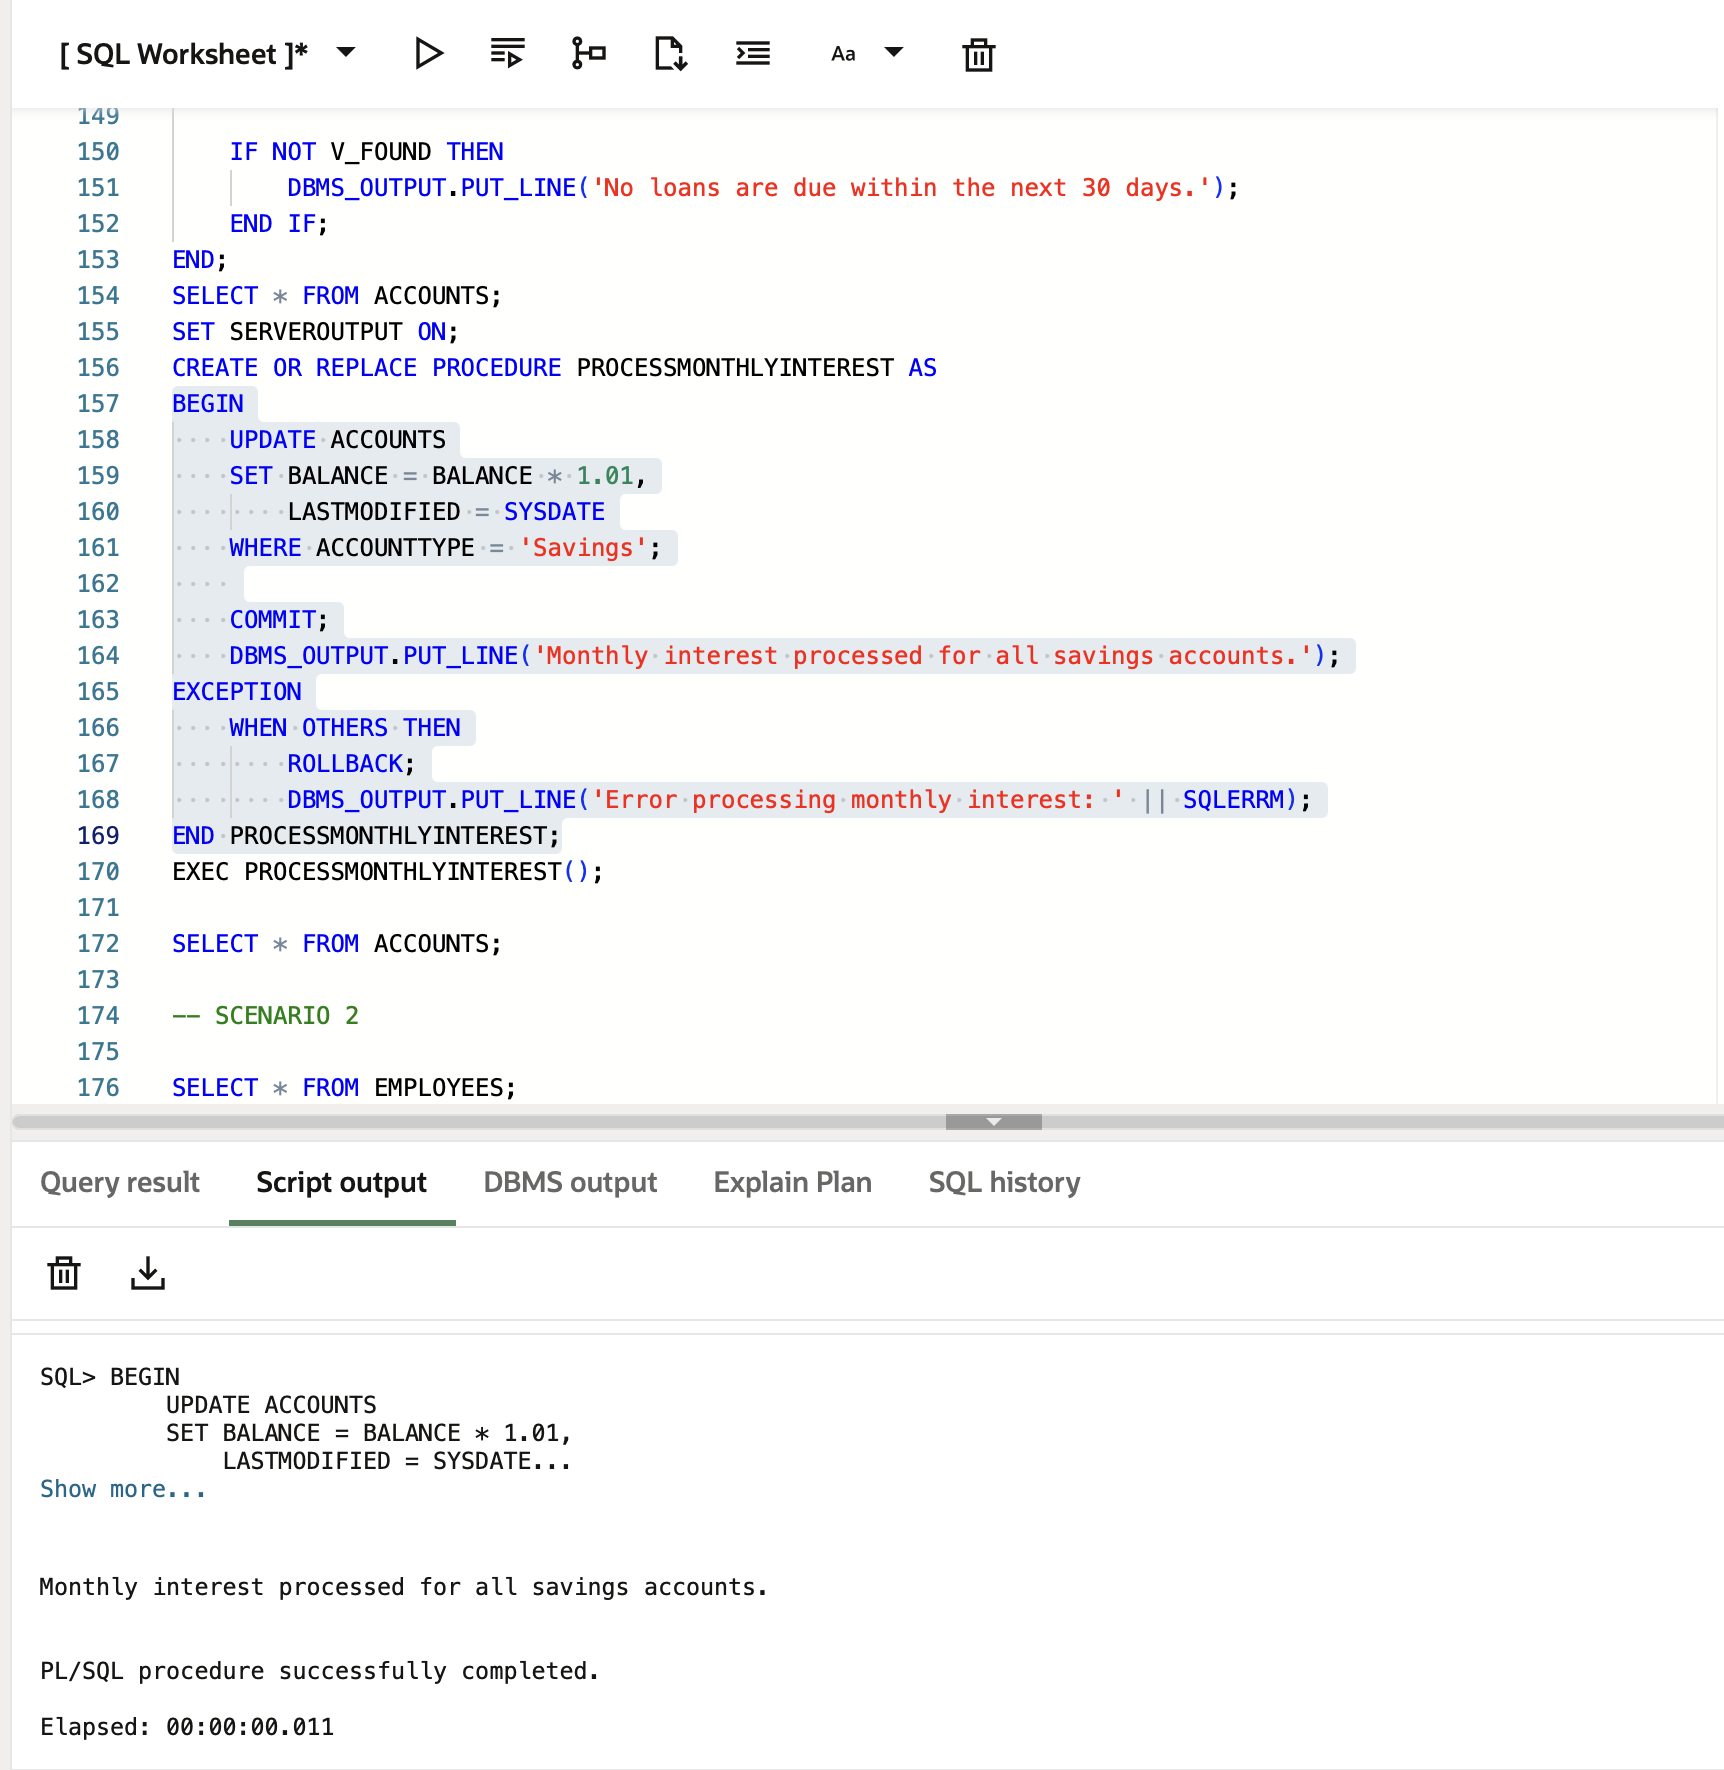 [ SQL Worksheet ]*
Aa
149
150     IF NOT V_FOUND THEN
151         DBMS_OUTPUT.PUT_LINE('No loans are due within the next 30 days.');
152     END IF;
153 END;
154 SELECT * FROM ACCOUNTS;
155 SET SERVEROUTPUT ON;
156 CREATE OR REPLACE PROCEDURE PROCESSMONTHLYINTEREST AS
157 BEGIN
158     UPDATE ACCOUNTS
159     SET BALANCE = BALANCE * 1.01,
160         LASTMODIFIED = SYSDATE
161     WHERE ACCOUNTTYPE = 'Savings';
162
163     COMMIT;
164     DBMS_OUTPUT.PUT_LINE('Monthly interest processed for all savings accounts.');
165 EXCEPTION
166     WHEN OTHERS THEN
167         ROLLBACK;
168         DBMS_OUTPUT.PUT_LINE('Error processing monthly interest: ' || SQLERRM);
169 END PROCESSMONTHLYINTEREST;
170 EXEC PROCESSMONTHLYINTEREST();
171
172 SELECT * FROM ACCOUNTS;
173
174 -- SCENARIO 2
175
176 SELECT * FROM EMPLOYEES;
Query result Script output DBMS output Explain Plan SQL history
SQL> BEGIN
UPDATE ACCOUNTS
SET BALANCE = BALANCE * 1.01,
LASTMODIFIED = SYSDATE...
Show more...
Monthly interest processed for all savings accounts.
PL/SQL procedure successfully completed.
Elapsed: 00:00:00.011